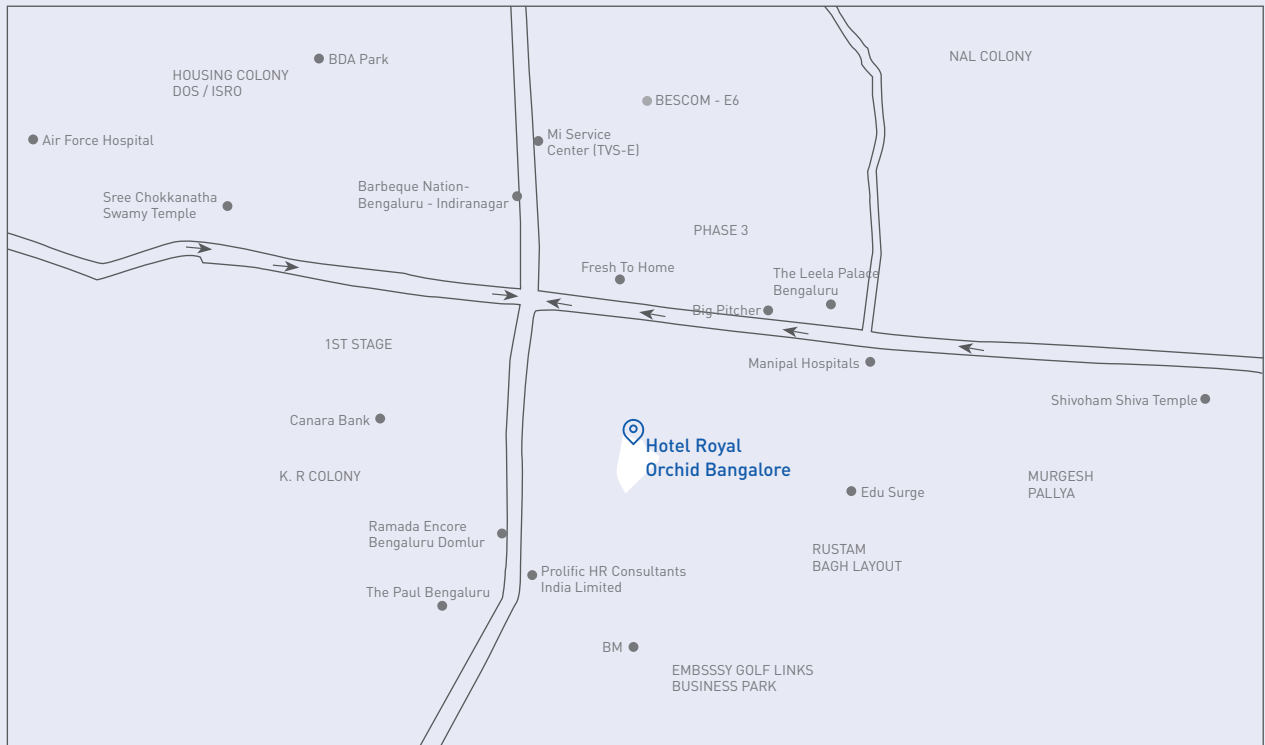 BDA Park
NAL COLONY
HOUSING COLONY
DOS / ISRO
BESCOM - E6
Air Force Hospital
Mi Service
Center (TVS-E)
Barbeque Nation-
Bengaluru - Indiranagar
Sree Chokkanatha
Swamy Temple
PHASE 3
Fresh To Home
The Leela Palace
Bengaluru
Big Pitcher
1ST STAGE
Manipal Hospitals
Shivoham Shiva Temple
Canara Bank
Hotel Royal
Orchid Bangalore
K. R COLONY
MURGESH
PALLYA
Edu Surge
Ramada Encore
Bengaluru Domlur
RUSTAM
BAGH LAYOUT
Prolific HR Consultants
India Limited
The Paul Bengaluru
BM
EMBSSSY GOLF LINKS
BUSINESS PARK